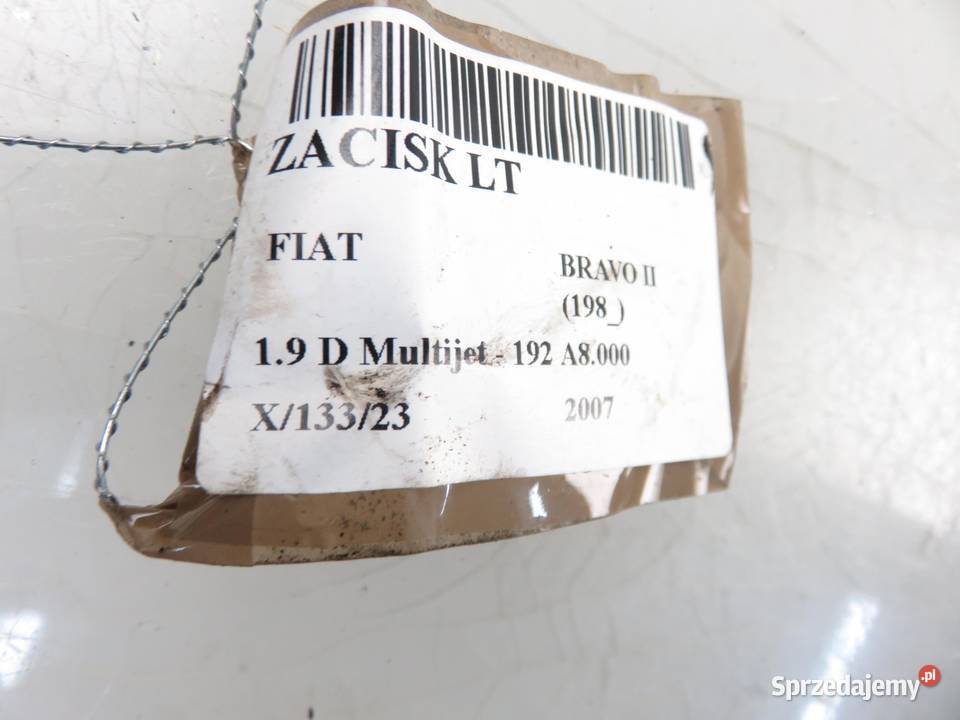 ZACISK LT
FIAT
BRAVO II
(198_)
1.9 D Multijet - 192 A8.000
X/133/23
2007
Sprzedajemy.pl